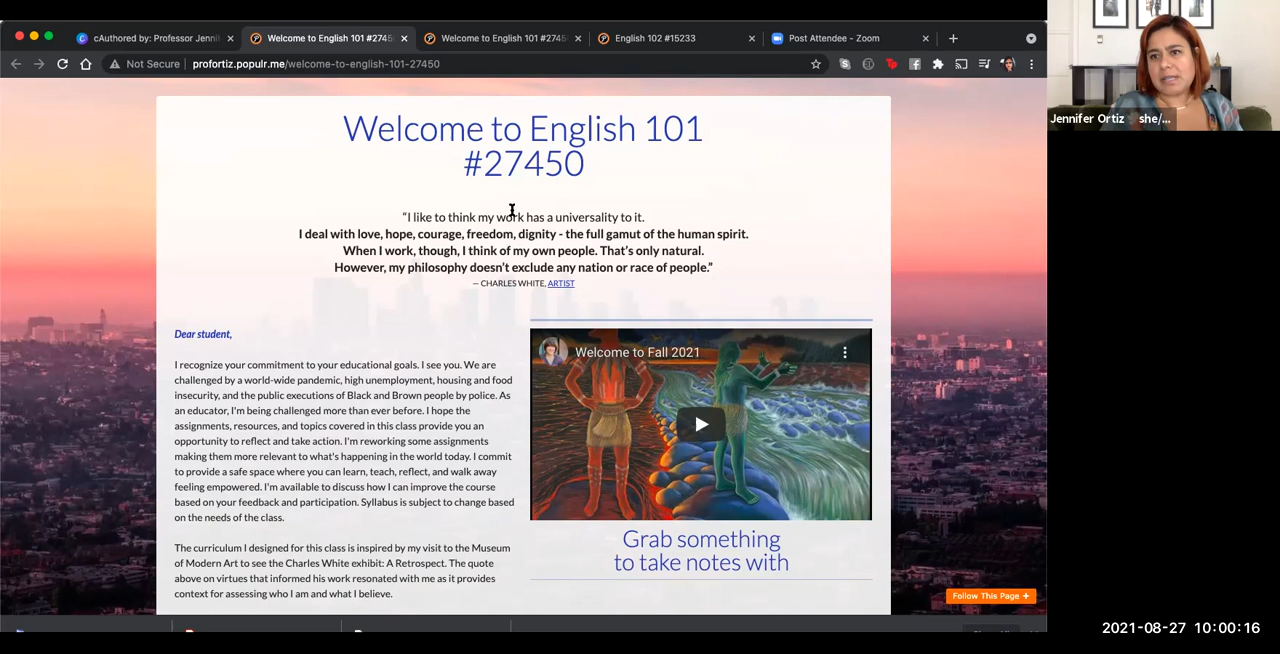 cAuthored by: Professor Jenni
Welcome to English 101 #2745
Welcome to English 101 #2745
English 102 #15233
Post Attendee - Zoom
Not Secure
profortiz.populr.me/welcome-to-english-101-27450
Jennifer Ortiz she/...
Welcome to English 101
#27450
“I like to think my work has a universality to it.
I deal with love, hope, courage, freedom, dignity - the full gamut of the human spirit.
When I work, though, I think of my own people. That’s only natural.
However, my philosophy doesn’t exclude any nation or race of people.”
— CHARLES WHITE, ARTIST
Dear student,
I recognize your commitment to your educational goals. I see you. We are
challenged by a world-wide pandemic, high unemployment, housing and food
insecurity, and the public executions of Black and Brown people by police. As
an educator, I'm being challenged more than ever before. I hope the
assignments, resources, and topics covered in this class provide you an
opportunity to reflect and take action. I'm reworking some assignments
making them more relevant to what's happening in the world today. I commit
to provide a safe space where you can learn, teach, reflect, and walk away
feeling empowered. I'm available to discuss how I can improve the course
based on your feedback and participation. Syllabus is subject to change based
on the needs of the class.
The curriculum I designed for this class is inspired by my visit to the Museum
of Modern Art to see the Charles White exhibit: A Retrospect. The quote
above on virtues that informed his work resonated with me as it provides
context for assessing who I am and what I believe.
Welcome to Fall 2021
Grab something
to take notes with
Follow This Page +
2021-08-27 10:00:16